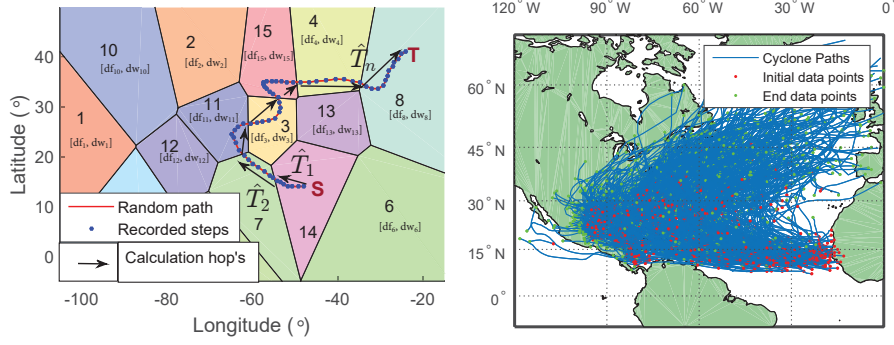 120° W
90° W
60° W
30° W
0°
50
40
30
20
10
0
Latitude (°)
10
[df10, dw10]
2
[df2, dw2]
15
[df15, dw15]
4
[df4, dw4]
T̂n
T
1
[df1, dw1]
11
[df11, dw11]
12
[df12, dw12]
3
[df3, dw3]
13
[df13, dw13]
8
[df8, dw8]
T̂1
S
T̂2
7
14
6
[df6, dw6]
Random path
Recorded steps
Calculation hop's
-100
-80
-60
-40
-20
Longitude (°)
Cyclone Paths
Initial data points
End data points
60° N
45° N
30° N
15° N
0°